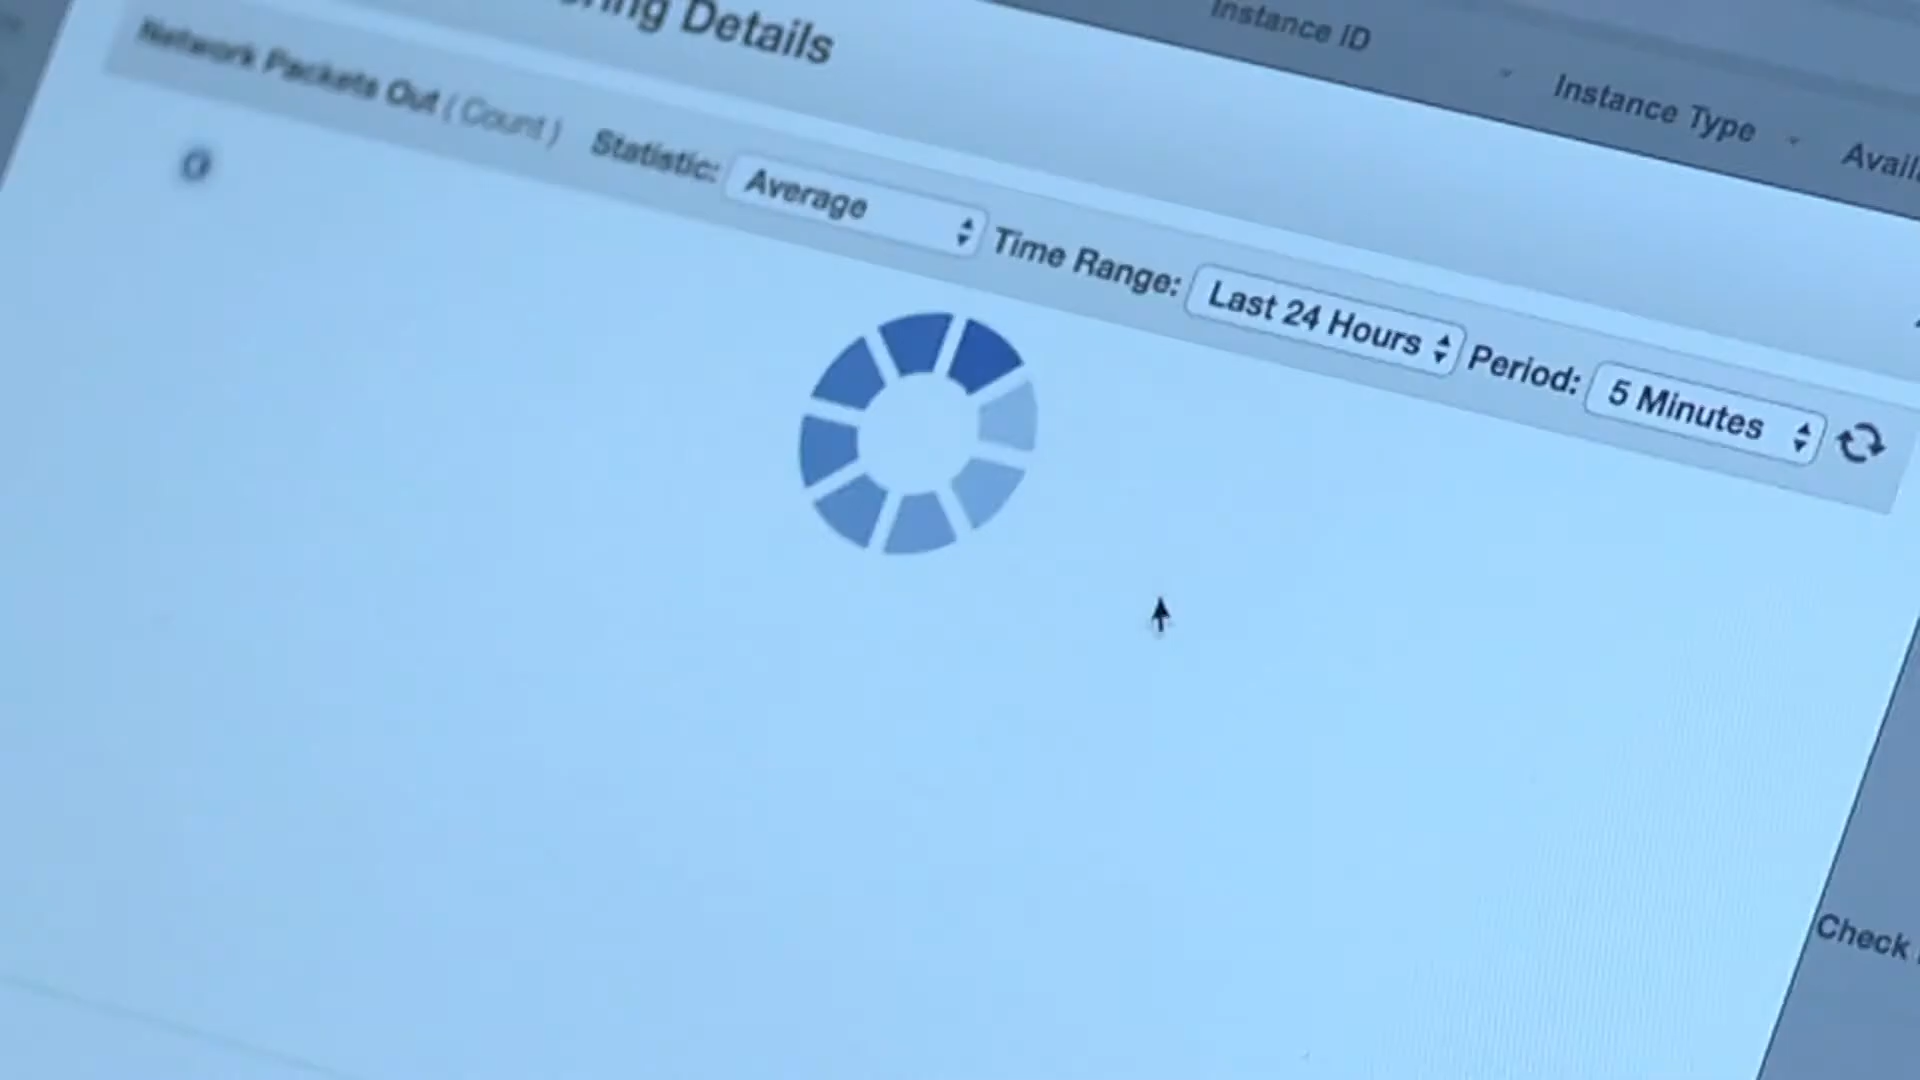 Details
Instance ID
Instance Type
Network Packets Out (Count)
Statistic:
Average
Time Range:
Last 24 Hours
Period:
5 Minutes
0
Check